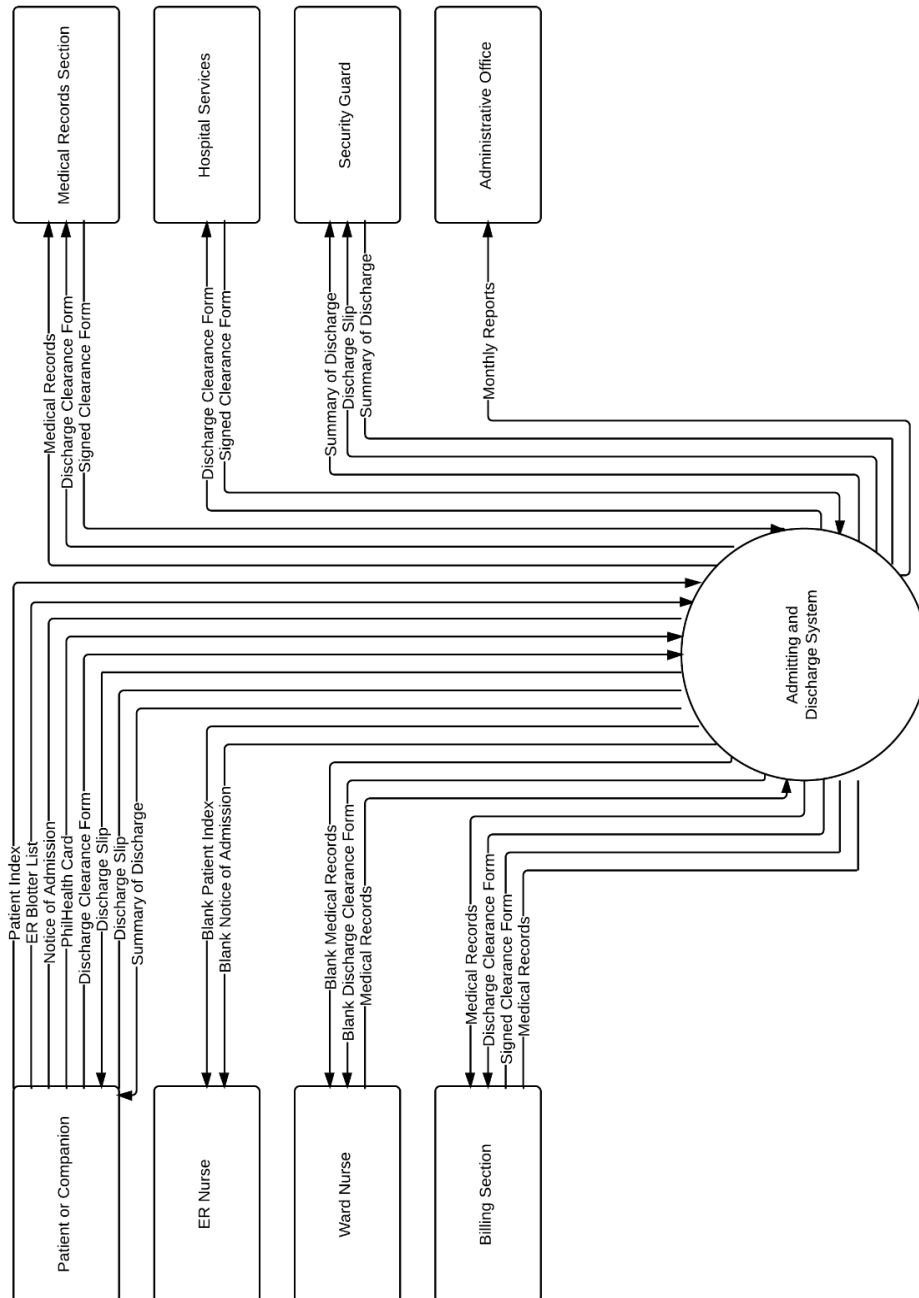 Medical Records Section
Hospital Services
Security Guard
Administrative Office
Medical Records
Discharge Clearance Form
Signed Clearance Form
Discharge Clearance Form
Signed Clearance Form
Summary of Discharge
Discharge Slip
Summary of Discharge
Monthly Reports
Admitting and
Discharge System
Patient Index
ER Blotter List
Notice of Admission
PhilHealth Card
Discharge Clearance Form
Discharge Slip
Discharge Slip
Summary of Discharge
Blank Patient Index
Blank Notice of Admission
Blank Medical Records
Blank Discharge Clearance Form
Medical Records
Medical Records
Discharge Clearance Form
Signed Clearance Form
Medical Records
Patient or Companion
ER Nurse
Ward Nurse
Billing Section